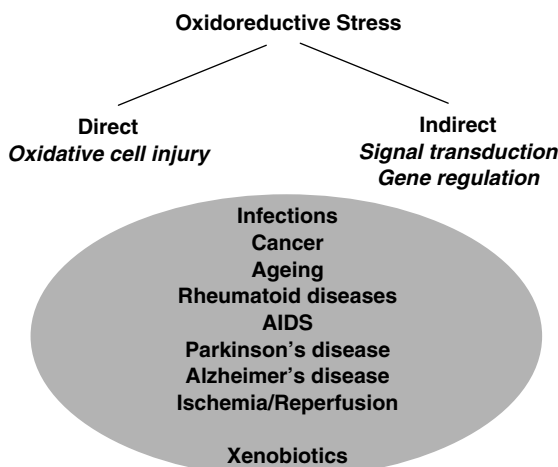 Oxidoreductive Stress
Direct
Oxidative cell injury
Indirect
Signal transduction
Gene regulation
Infections
Cancer
Ageing
Rheumatoid diseases
AIDS
Parkinson's disease
Alzheimer's disease
Ischemia/Reperfusion
Xenobiotics